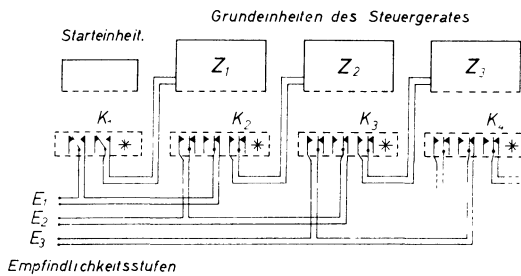 Grundeinheiten des Steuergerates
Starteinheit.
Z₁ Z₂ Z₃
K₁ K₂ K₃ K₄
E₁
E₂
E₃
Empfindlichkeitsstufen